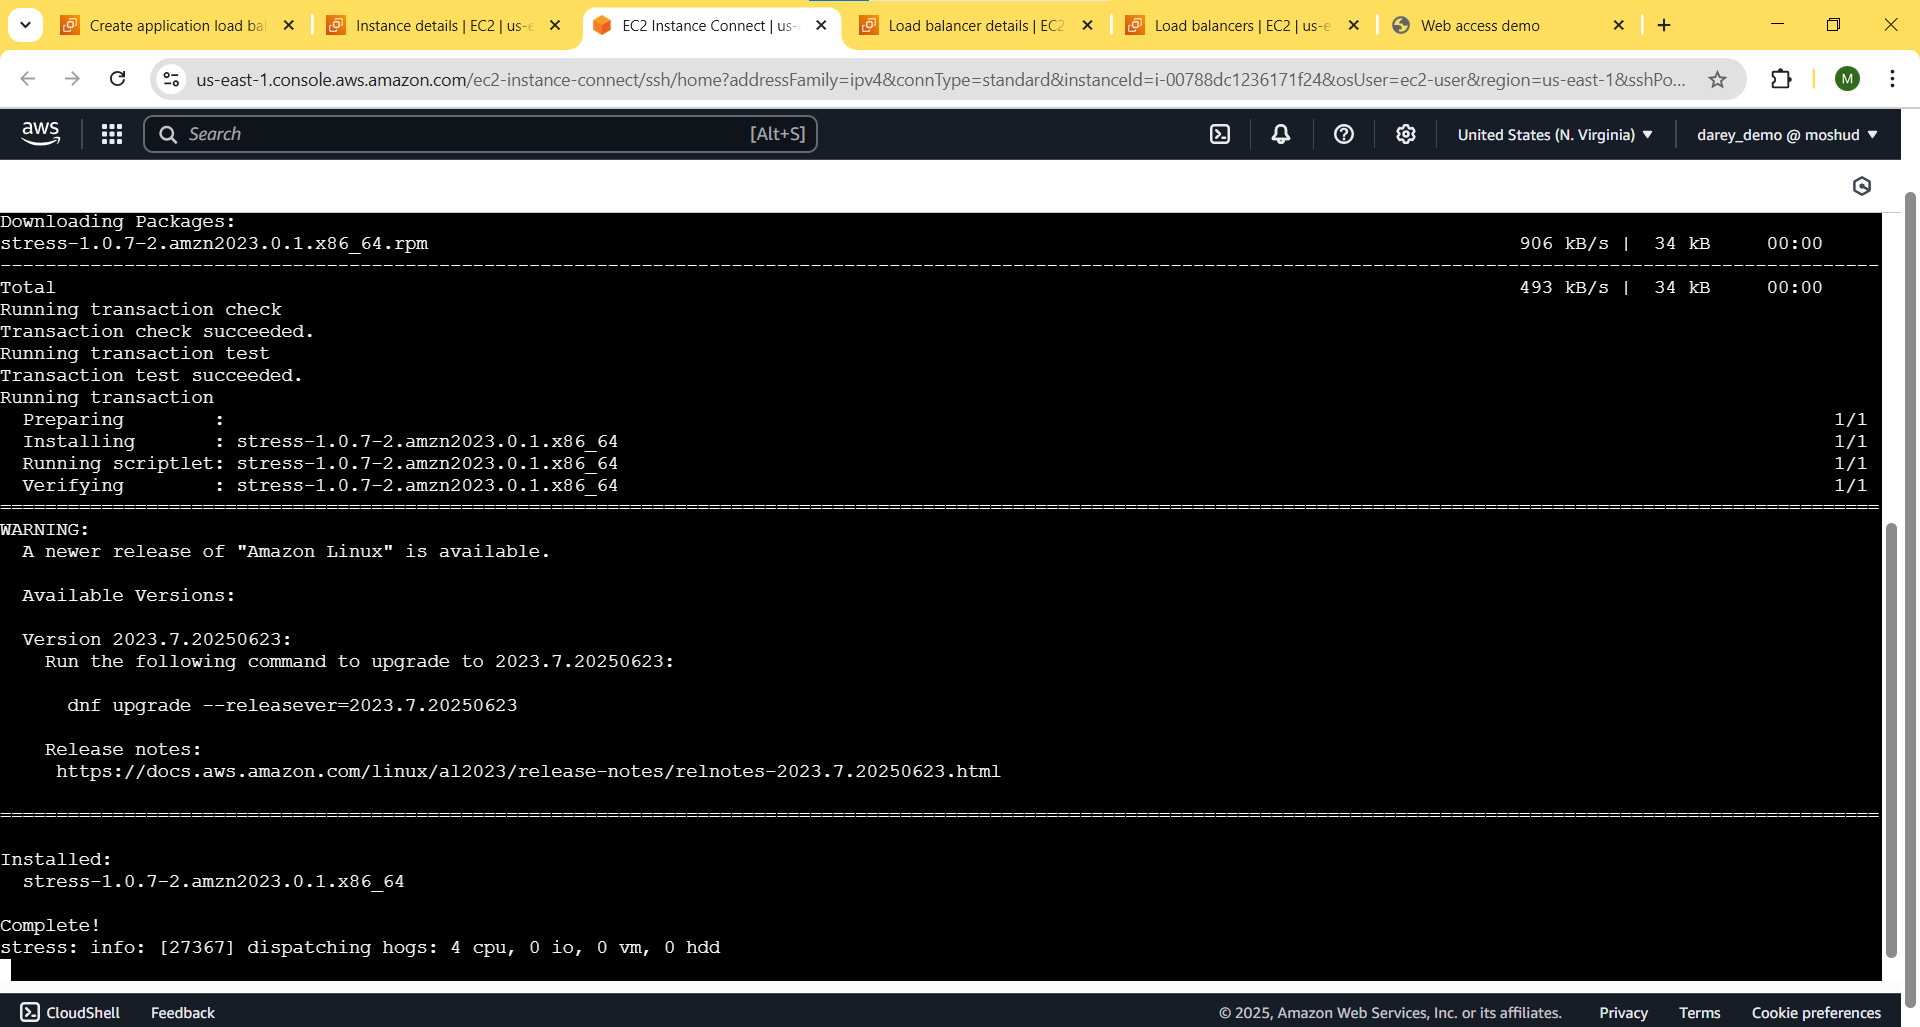 Create application load bal
Instance details | EC2 | us-e
EC2 Instance Connect | us-
Load balancer details | EC2
Load balancers | EC2 | us-e
Web access demo
us-east-1.console.aws.amazon.com/ec2-instance-connect/ssh/home?addressFamily=ipv4&connType=standard&instanceId=i-00788dc1236171f24&osUser=ec2-user&region=us-east-1&sshPo...
M
aws
Search
[Alt+S]
United States (N. Virginia)
darey_demo @ moshud
Downloading Packages:
stress-1.0.7-2.amzn2023.0.1.x86_64.rpm 906 kB/s | 34 kB 00:00
--------------------------------------------------------------------------------
Total 493 kB/s | 34 kB 00:00
Running transaction check
Transaction check succeeded.
Running transaction test
Transaction test succeeded.
Running transaction
Preparing : 1/1
Installing : stress-1.0.7-2.amzn2023.0.1.x86_64 1/1
Running scriptlet: stress-1.0.7-2.amzn2023.0.1.x86_64 1/1
Verifying : stress-1.0.7-2.amzn2023.0.1.x86_64 1/1
================================================================================
WARNING:
A newer release of "Amazon Linux" is available.
Available Versions:
Version 2023.7.20250623:
Run the following command to upgrade to 2023.7.20250623:
dnf upgrade --releasever=2023.7.20250623
Release notes:
https://docs.aws.amazon.com/linux/al2023/release-notes/relnotes-2023.7.20250623.html
================================================================================
Installed:
stress-1.0.7-2.amzn2023.0.1.x86_64
Complete!
stress: info: [27367] dispatching hogs: 4 cpu, 0 io, 0 vm, 0 hdd
CloudShell
Feedback
© 2025, Amazon Web Services, Inc. or its affiliates.
Privacy
Terms
Cookie preferences